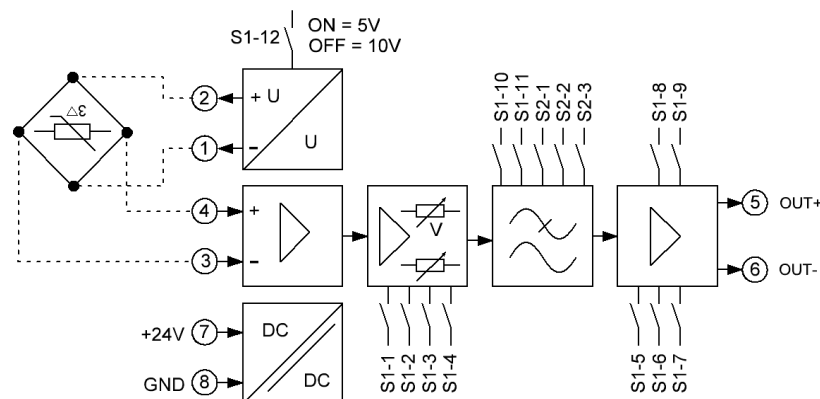 S1-12
ON = 5V
OFF = 10V
Δε
2
+ U
1
-
U
4
+
3
-
V
S1-10
S1-11
S2-1
S2-2
S2-3
S1-8
S1-9
5 OUT+
6 OUT-
S1-1
S1-2
S1-3
S1-4
S1-5
S1-6
S1-7
+24V 7
DC
GND 8
DC